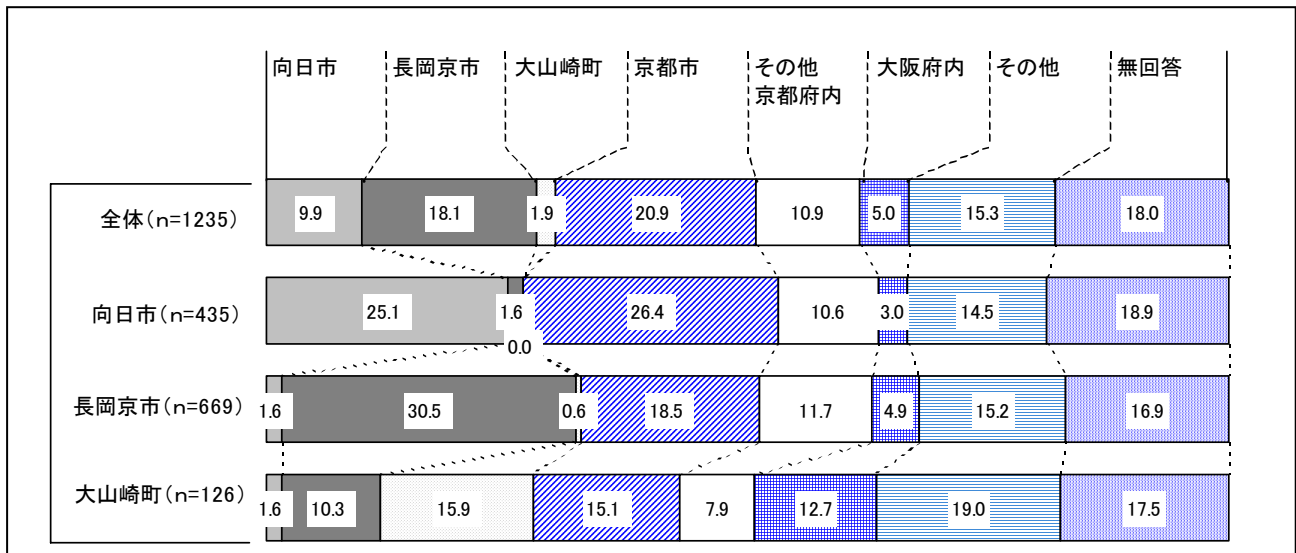 向日市 長岡京市 大山崎町 京都市 その他 大阪府内 その他 無回答
京都府内
全体(n=1235) 9.9 18.1 1.9 20.9 10.9 5.0 15.3 18.0
向日市(n=435) 25.1 1.6 26.4 10.6 3.0 14.5 18.9
0.0
長岡京市(n=669) 1.6 30.5 0.6 18.5 11.7 4.9 15.2 16.9
大山崎町(n=126) 1.6 10.3 15.9 15.1 7.9 12.7 19.0 17.5